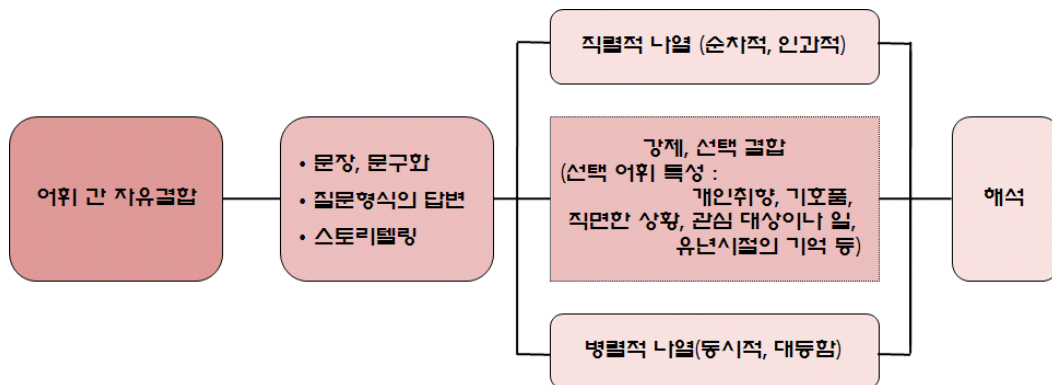 어휘 간 자유결합
• 문장, 문구화
• 질문형식의 답변
• 스토리텔링
직렬적 나열 (순차적, 인과적)
강제, 선택 결합
(선택 어휘 특성 :
개인취향, 기호품,
직면한 상황, 관심 대상이나 일,
유년시절의 기억 등)
병렬적 나열(동시적, 대등함)
해석